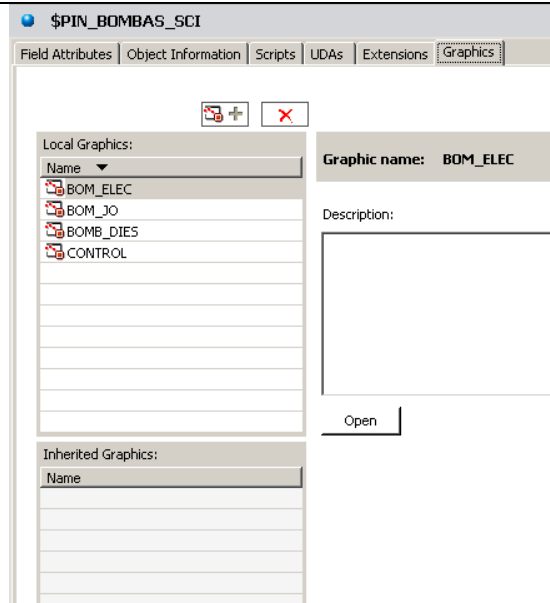 $PIN_BOMBAS_SCI
Field Attributes Object Information Scripts UDAs Extensions Graphics
Local Graphics:
Name
BOM_ELEC
BOM_JO
BOMB_DIES
CONTROL
Graphic name: BOM_ELEC
Description:
Open
Inherited Graphics:
Name